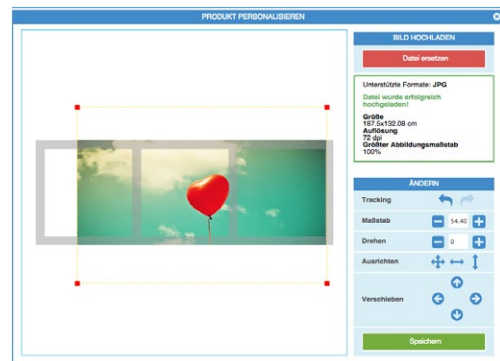 PRODUKT PERSONALISIEREN
BILD HOCHLADEN
Datei ersetzen
Unterstützte Formate: JPG
Datei wurde erfolgreich
hochgeladen!
Größe
187.5x132.08 cm
Auflösung
72 dpi
Größter Abbildungsmaßstab
100%
ÄNDERN
Tracking
Maßstab
54.40
Drehen
0
Ausrichten
Verschieben
Speichern